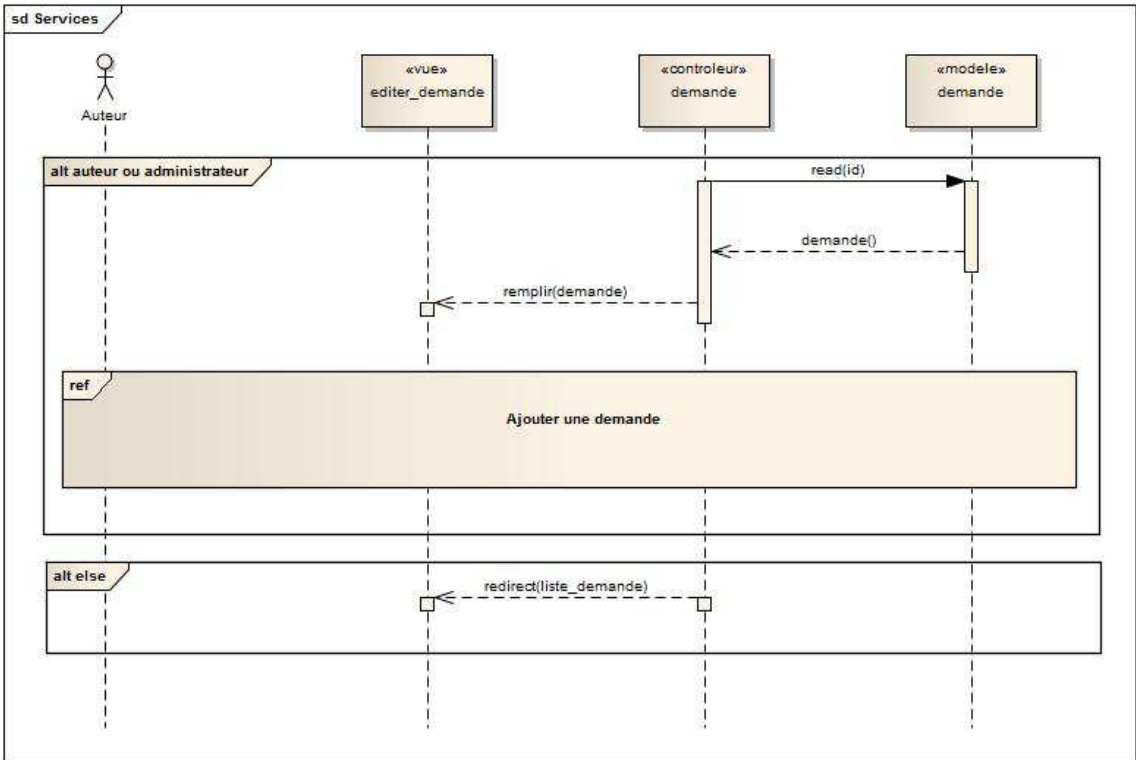 sd Services
Auteur
«vue»
editer_demande
«controleur»
demande
«modele»
demande
alt auteur ou administrateur
read(id)
demande()
remplir(demande)
ref
Ajouter une demande
alt else
redirect(liste_demande)